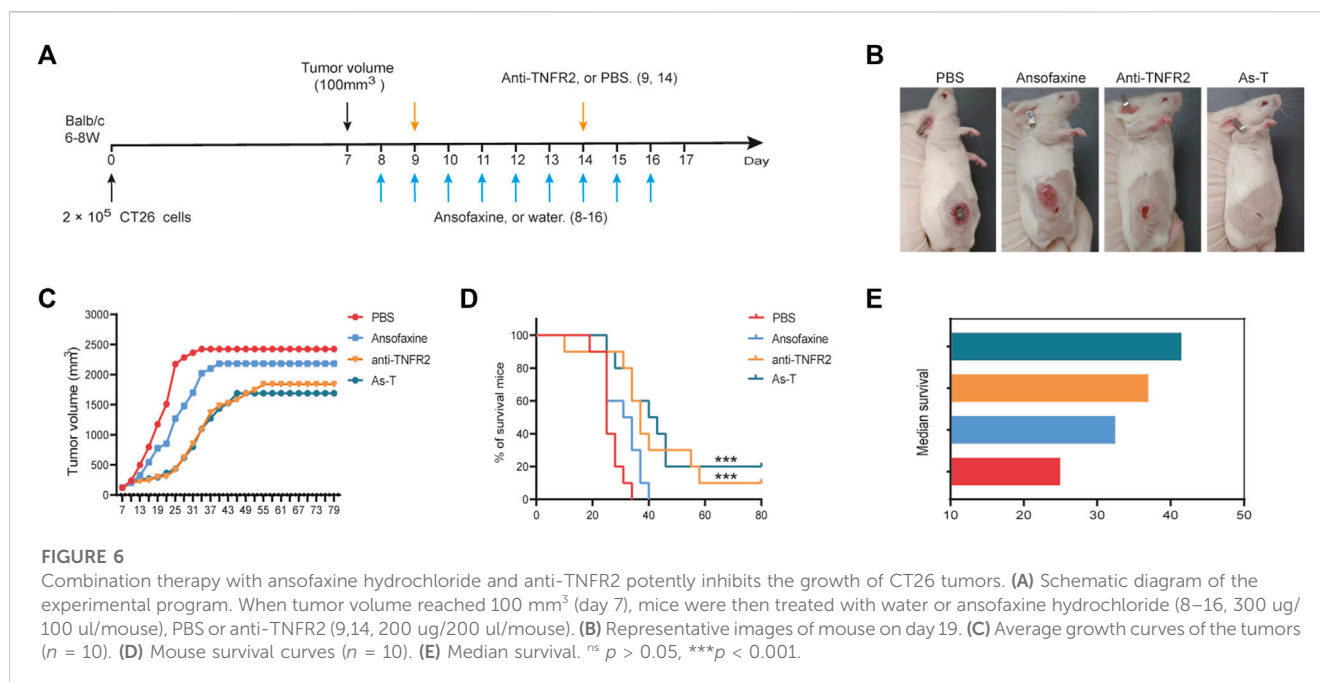 A
Tumor volume
(100mm³ )
Anti-TNFR2, or PBS. (9, 14)
Balb/c
6-8W
0 7 8 9 10 11 12 13 14 15 16 17 Day
2 × 10⁵ CT26 cells
Ansofaxine, or water. (8-16)
B
PBS Ansofaxine Anti-TNFR2 As-T
C
Tumor volume (mm³)
3000
2500
2000
1500
1000
500
0
7 13 19 25 31 37 43 49 55 61 67 73 79
PBS
Ansofaxine
anti-TNFR2
As-T
D
% of survival mice
100
80
60
40
20
0
0 20 40 60 80
***
***
PBS
Ansofaxine
anti-TNFR2
As-T
E
Median survival
10 20 30 40 50
FIGURE 6
Combination therapy with ansofaxine hydrochloride and anti-TNFR2 potently inhibits the growth of CT26 tumors. (A) Schematic diagram of the
experimental program. When tumor volume reached 100 mm³ (day 7), mice were then treated with water or ansofaxine hydrochloride (8–16, 300 ug/
100 ul/mouse), PBS or anti-TNFR2 (9,14, 200 ug/200 ul/mouse). (B) Representative images of mouse on day 19. (C) Average growth curves of the tumors
(n = 10). (D) Mouse survival curves (n = 10). (E) Median survival. ⁿˢ p > 0.05, ***p < 0.001.